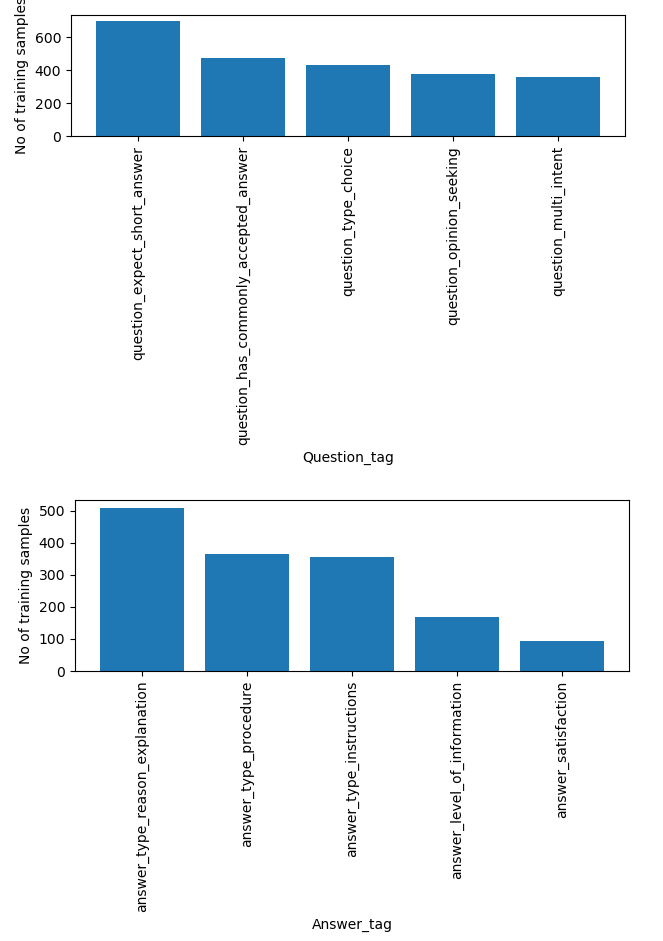 No of training samples
600
400
200
0
question_expect_short_answer
question_has_commonly_accepted_answer
question_type_choice
question_opinion_seeking
question_multi_intent
Question_tag
No of training samples
500
400
300
200
100
0
answer_type_reason_explanation
answer_type_procedure
answer_type_instructions
answer_level_of_information
answer_satisfaction
Answer_tag